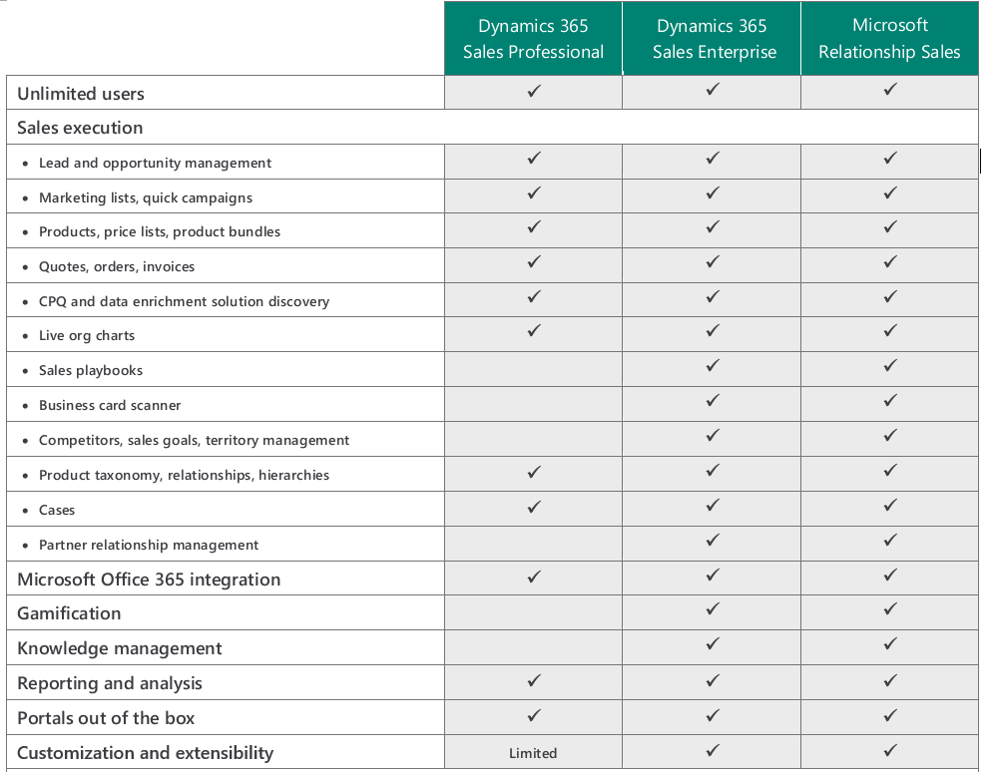 Dynamics 365 Sales Professional
Dynamics 365 Sales Enterprise
Microsoft Relationship Sales
Unlimited users ✓ ✓ ✓
Sales execution
• Lead and opportunity management ✓ ✓ ✓
• Marketing lists, quick campaigns ✓ ✓ ✓
• Products, price lists, product bundles ✓ ✓ ✓
• Quotes, orders, invoices ✓ ✓ ✓
• CPQ and data enrichment solution discovery ✓ ✓ ✓
• Live org charts ✓ ✓ ✓
• Sales playbooks ✓ ✓
• Business card scanner ✓ ✓
• Competitors, sales goals, territory management ✓ ✓
• Product taxonomy, relationships, hierarchies ✓ ✓ ✓
• Cases ✓ ✓ ✓
• Partner relationship management ✓ ✓
Microsoft Office 365 integration ✓ ✓ ✓
Gamification ✓ ✓
Knowledge management ✓ ✓
Reporting and analysis ✓ ✓ ✓
Portals out of the box ✓ ✓ ✓
Customization and extensibility Limited ✓ ✓